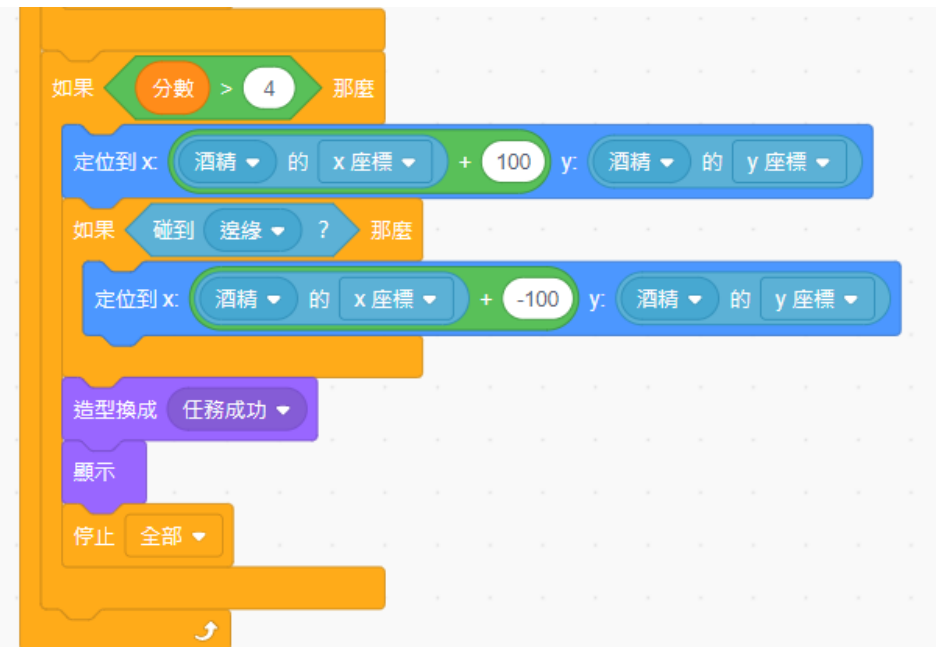 如果 分數 > 4 那麼
定位到 x: 酒精 的 x 座標 + 100 y: 酒精 的 y 座標
如果 碰到 邊緣 ? 那麼
定位到 x: 酒精 的 x 座標 + -100 y: 酒精 的 y 座標
造型換成 任務成功
顯示
停止 全部